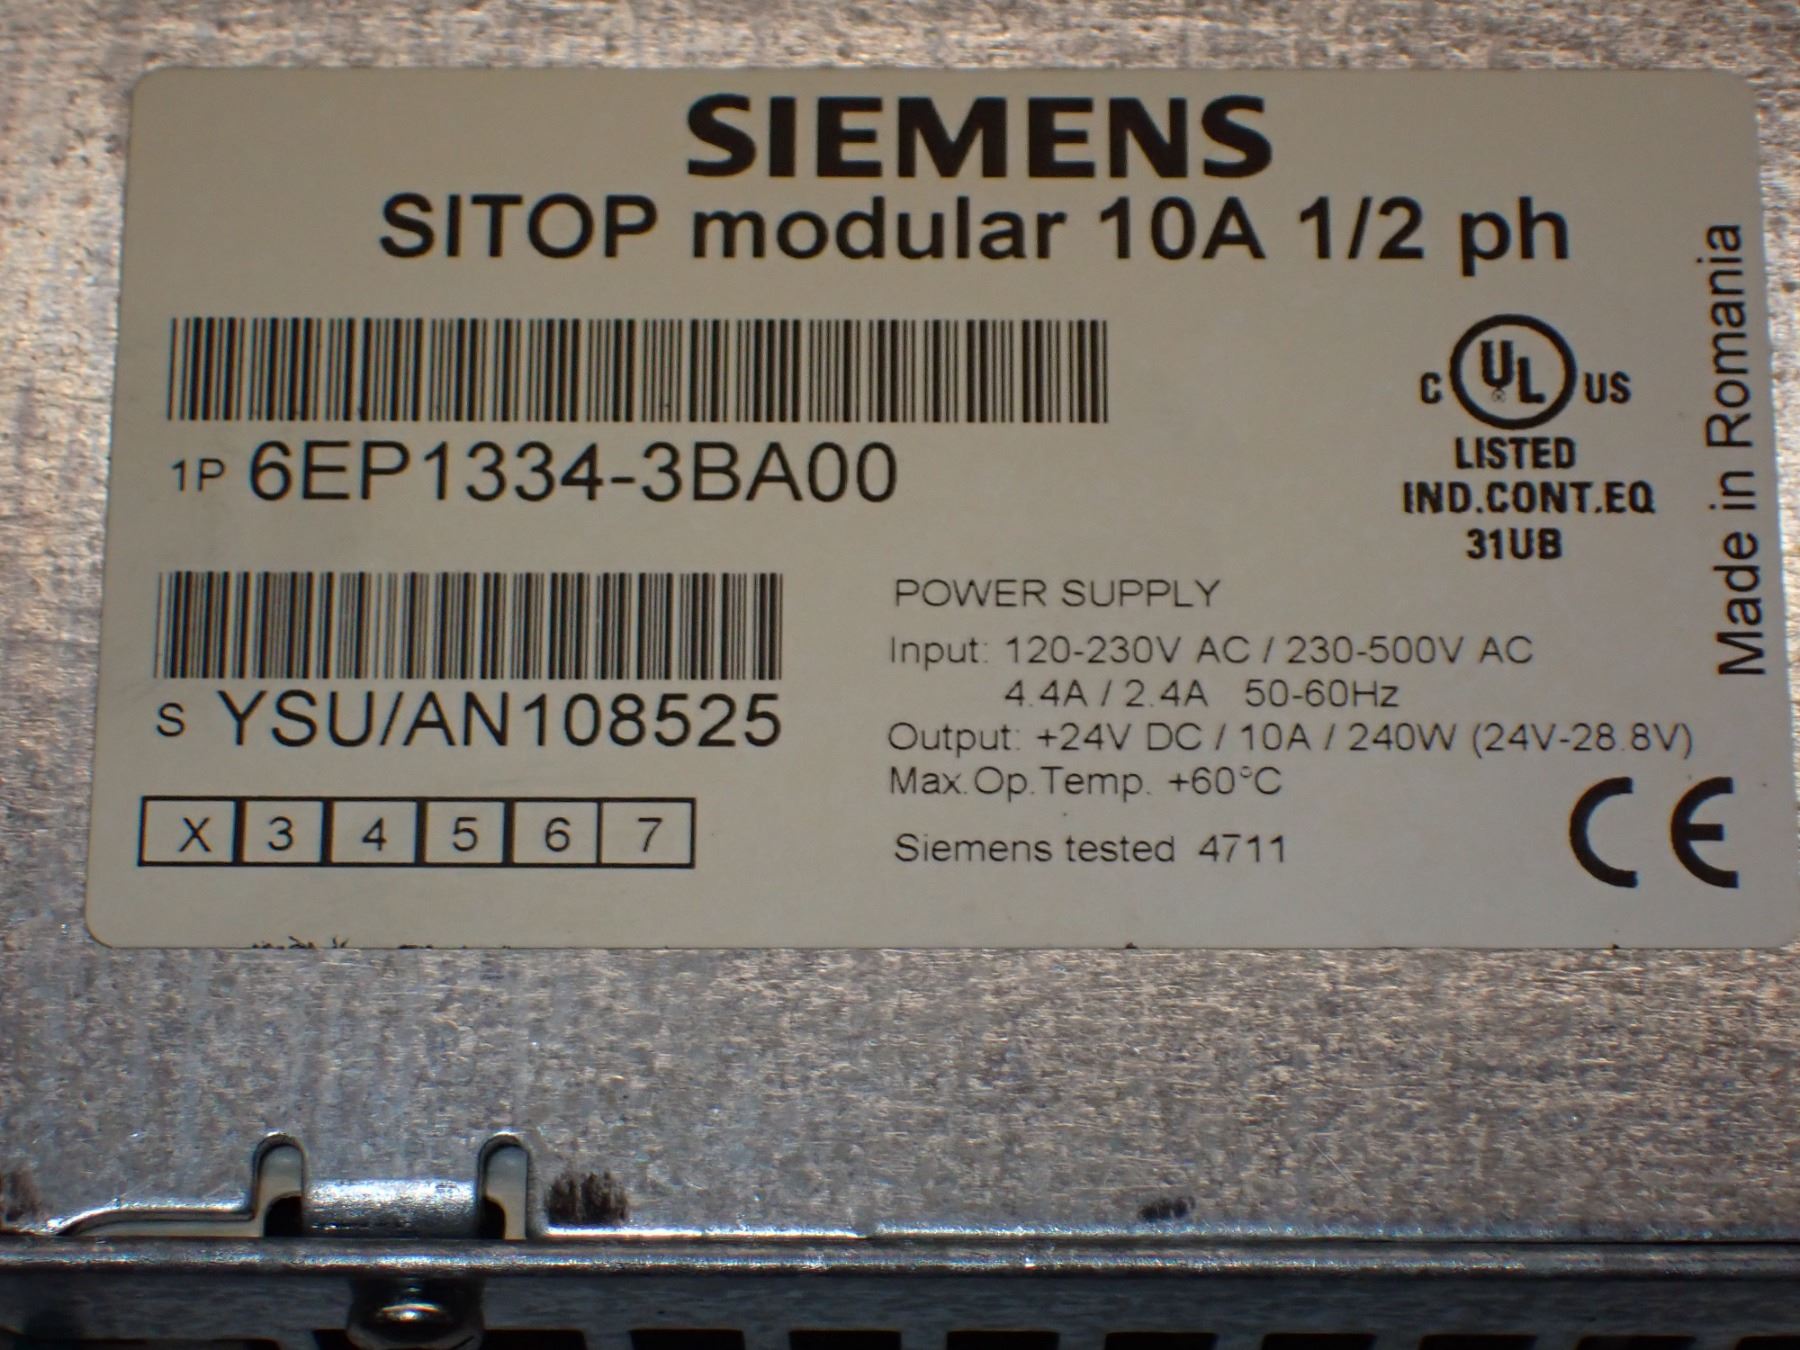 SIEMENS
SITOP modular 10A 1/2 ph
1P 6EP1334-3BA00
C UL US
®
LISTED
IND.CONT.EQ
31UB
Made in Romania
S YSU/AN108525
X 3 4 5 6 7
POWER SUPPLY
Input: 120-230V AC / 230-500V AC
4.4A / 2.4A 50-60Hz
Output: +24V DC / 10A / 240W (24V-28.8V)
Max.Op.Temp. +60°C
Siemens tested 4711
CE